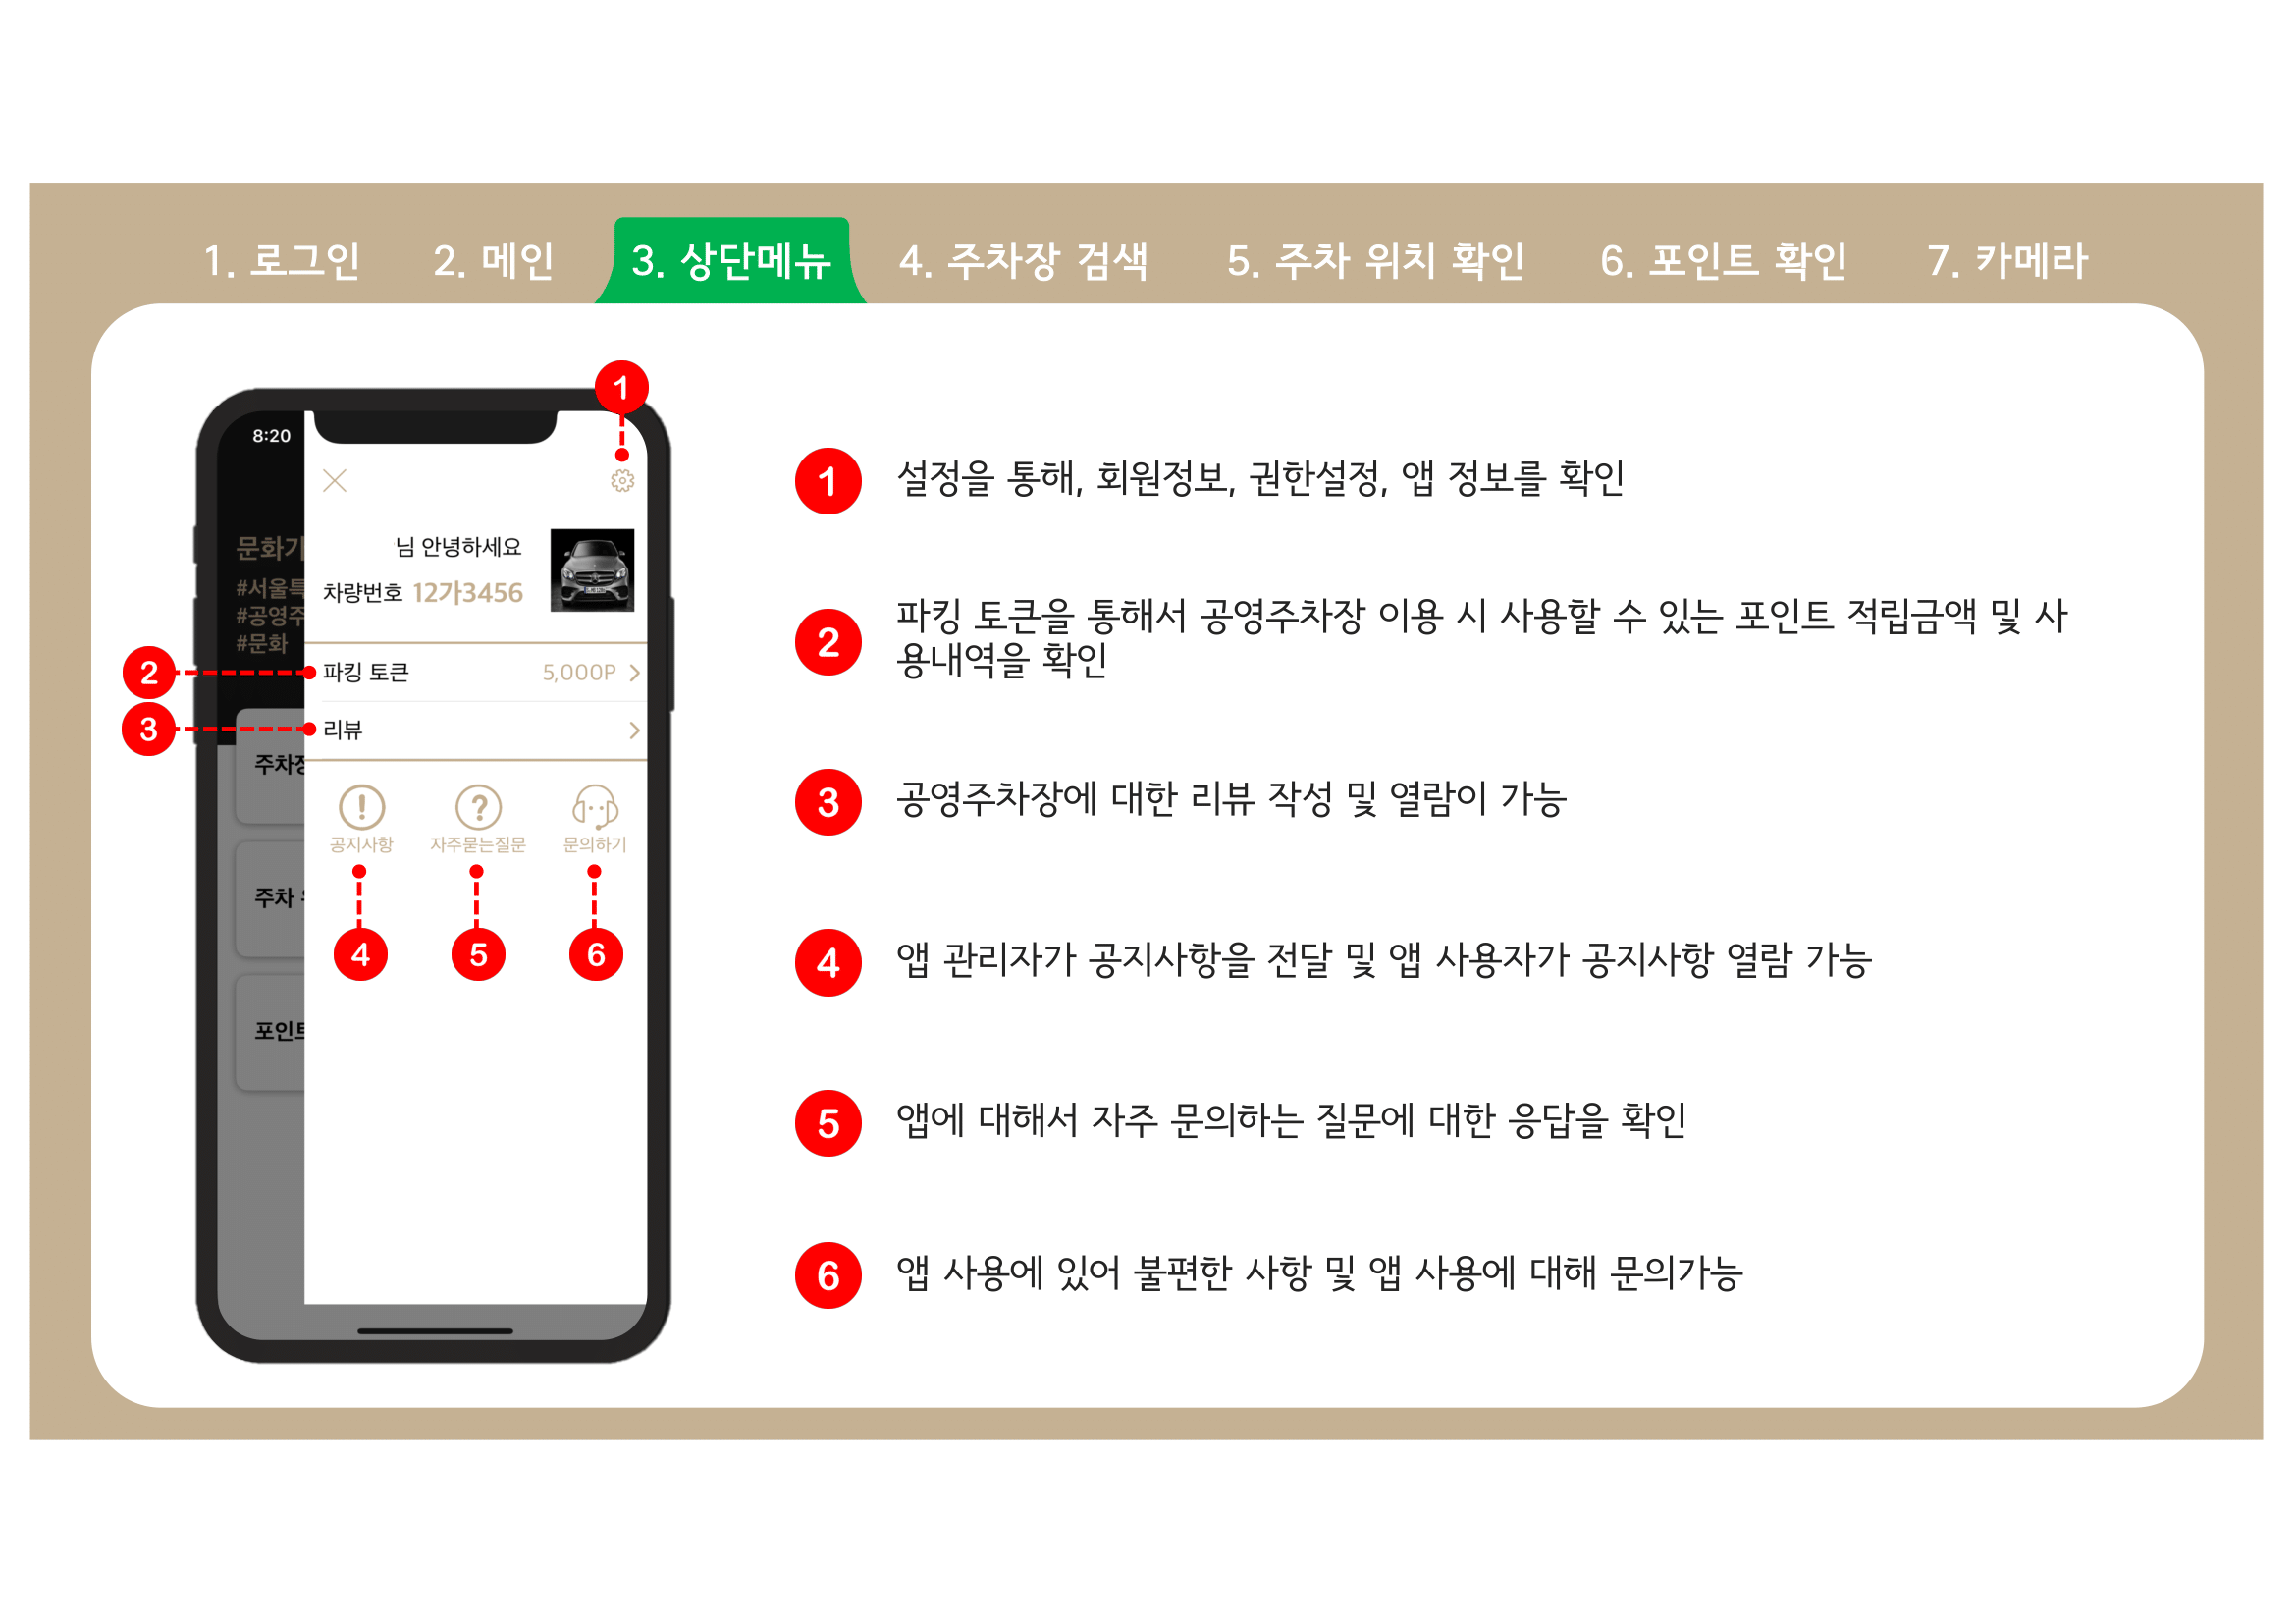 1. 로그인 2. 메인 3. 상단메뉴 4. 주차장 검색 5. 주차 위치 확인 6. 포인트 확인 7. 카메라
1
8:20
님 안녕하세요
차량번호 12가3456
문화기
#서울특
#공영주
#문화
2 파킹 토큰 5,000P
3 리뷰
주차장
공지사항 자주묻는질문 문의하기
주차
4 5 6
포인트
1 설정을 통해, 회원정보, 권한설정, 앱 정보를 확인
2 파킹 토큰을 통해서 공영주차장 이용 시 사용할 수 있는 포인트 적립금액 및 사
용내역을 확인
3 공영주차장에 대한 리뷰 작성 및 열람이 가능
4 앱 관리자가 공지사항을 전달 및 앱 사용자가 공지사항 열람 가능
5 앱에 대해서 자주 문의하는 질문에 대한 응답을 확인
6 앱 사용에 있어 불편한 사항 및 앱 사용에 대해 문의가능